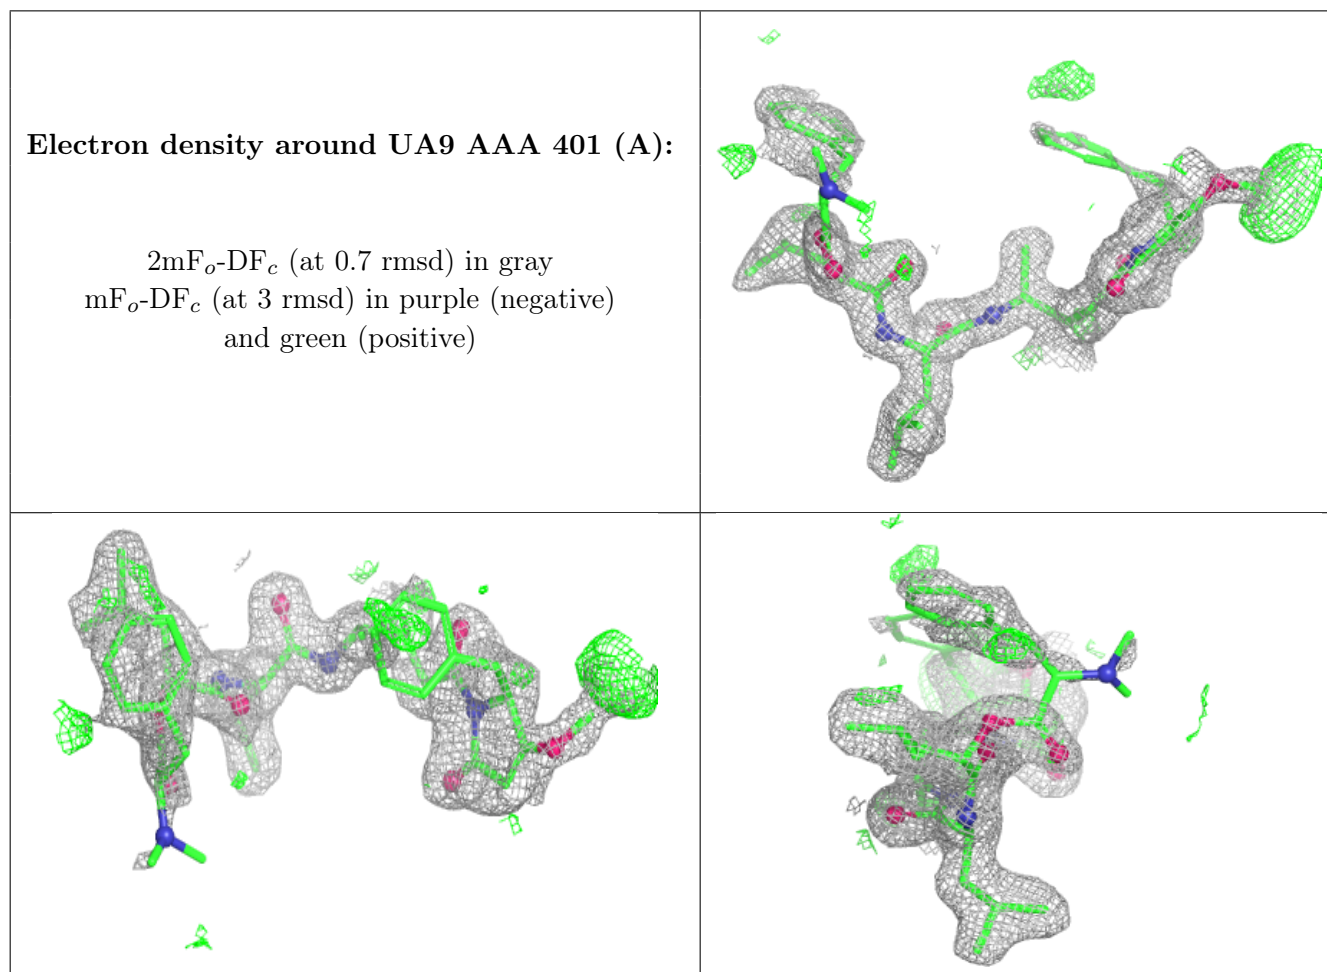 Electron density around UA9 AAA 401 (A):
2mFₒ-DF𝒸 (at 0.7 rmsd) in gray
mFₒ-DF𝒸 (at 3 rmsd) in purple (negative)
and green (positive)